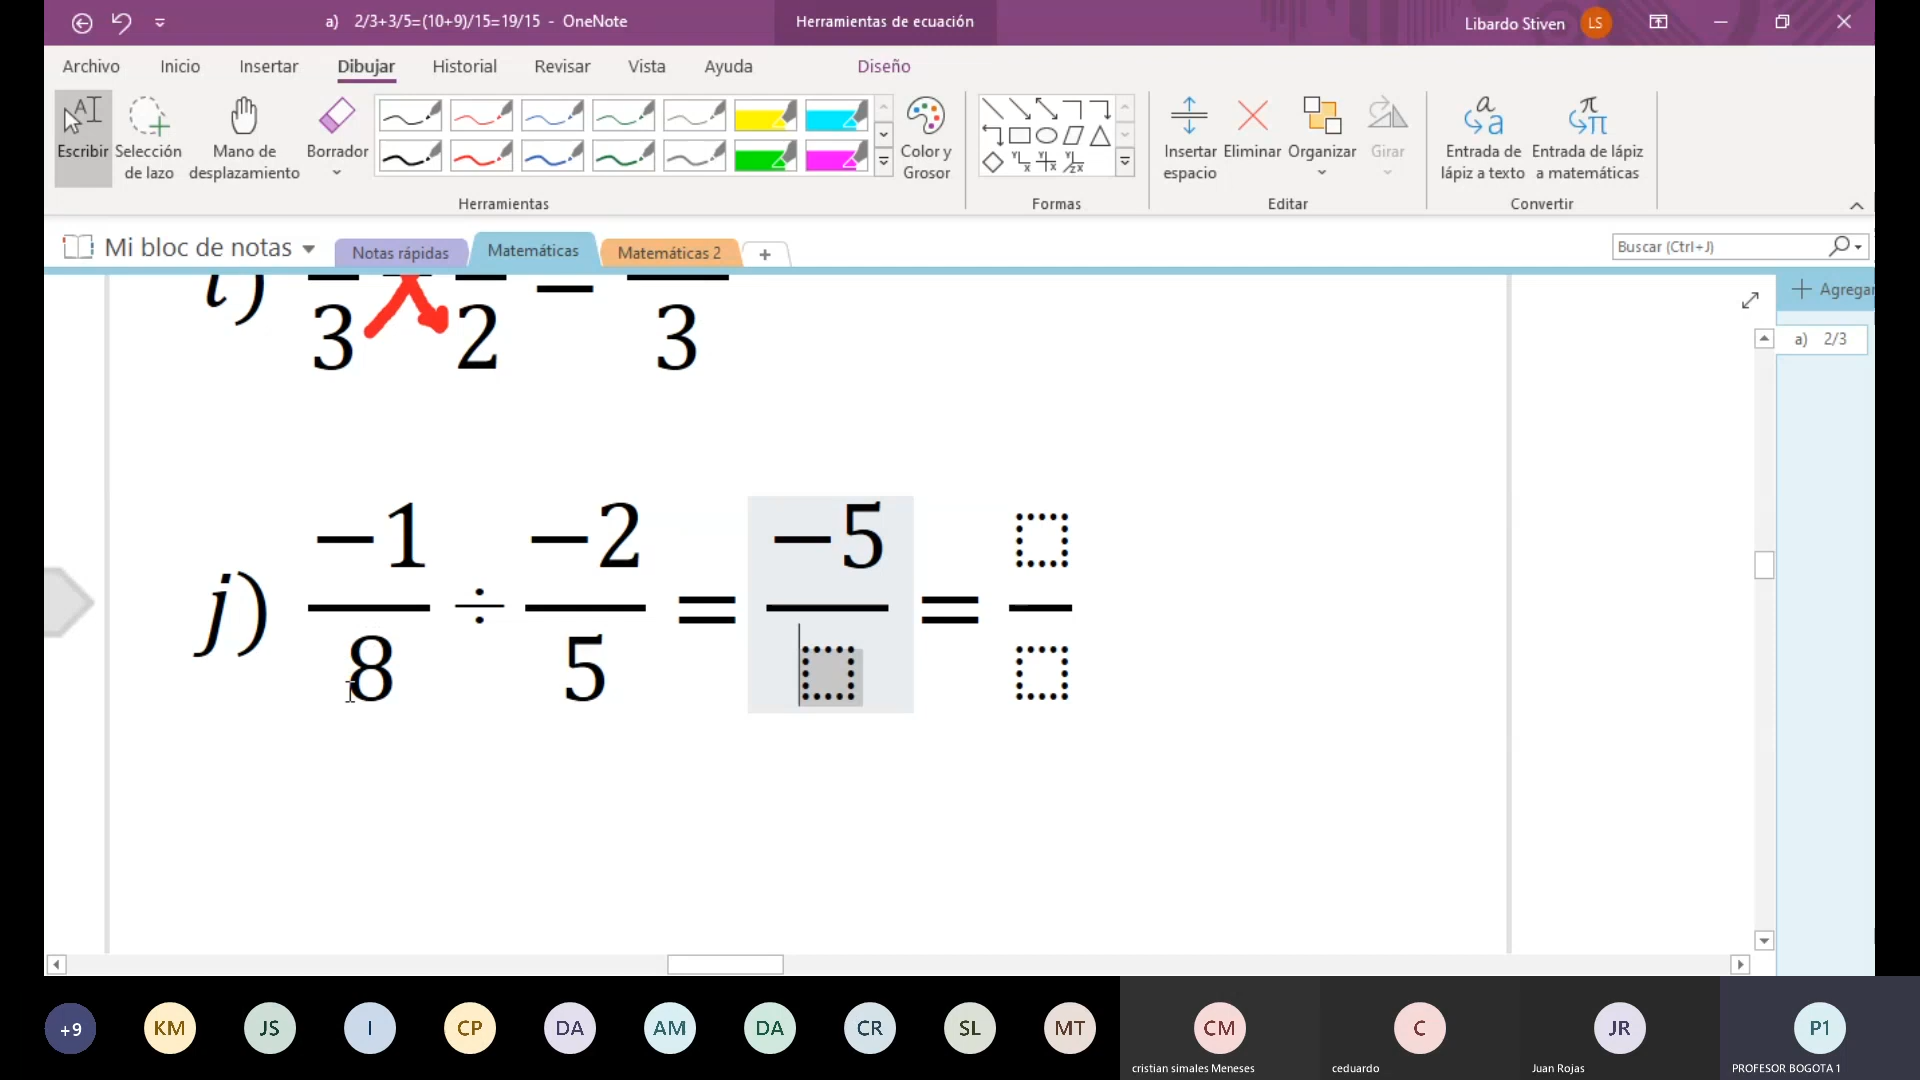 a) 2/3+3/5=(10+9)/15=19/15 - OneNote
Herramientas de ecuación
Libardo Stiven
LS
Archivo Inicio Insertar Dibujar Historial Revisar Vista Ayuda Diseño
Escribir
Selección de lazo
Mano de desplazamiento
Borrador
Color y Grosor
Insertar espacio
Eliminar
Organizar
Girar
Entrada de lápiz a texto
Entrada de lápiz a matemáticas
Herramientas
Formas
Editar
Convertir
Mi bloc de notas
Notas rápidas
Matemáticas
Matemáticas 2
Buscar (Ctrl+J)
Agregar
a) 2/3
i)
3 2 3
−1 −2 −5
j) ÷ = =
8 5
+9 KM JS I CP DA AM DA CR SL MT CM C JR P1
cristian simales Meneses
ceduardo
Juan Rojas
PROFESOR BOGOTA 1